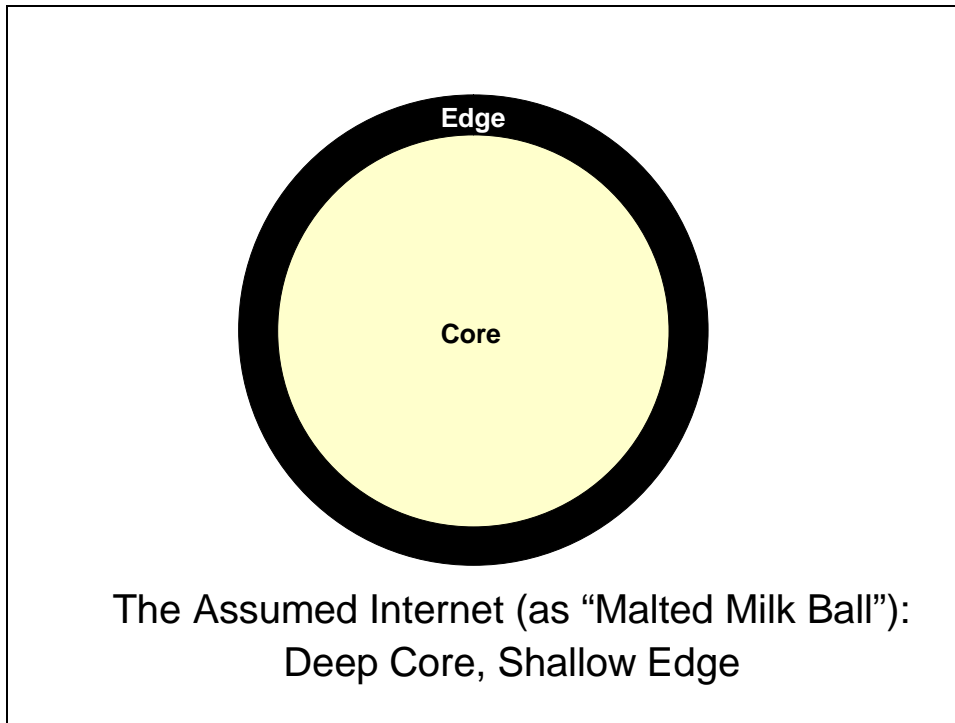 Edge
Core
The Assumed Internet (as “Malted Milk Ball”):
Deep Core, Shallow Edge